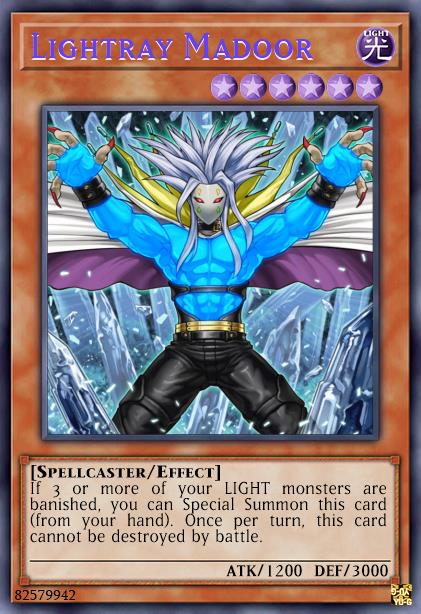 LIGHTRAY MADOOR
LIGHT
光
[SPELLCASTER/EFFECT]
If 3 or more of your LIGHT monsters are
banished, you can Special Summon this card
(from your hand). Once per turn, this card
cannot be destroyed by battle.
ATK/1200 DEF/3000
82579942